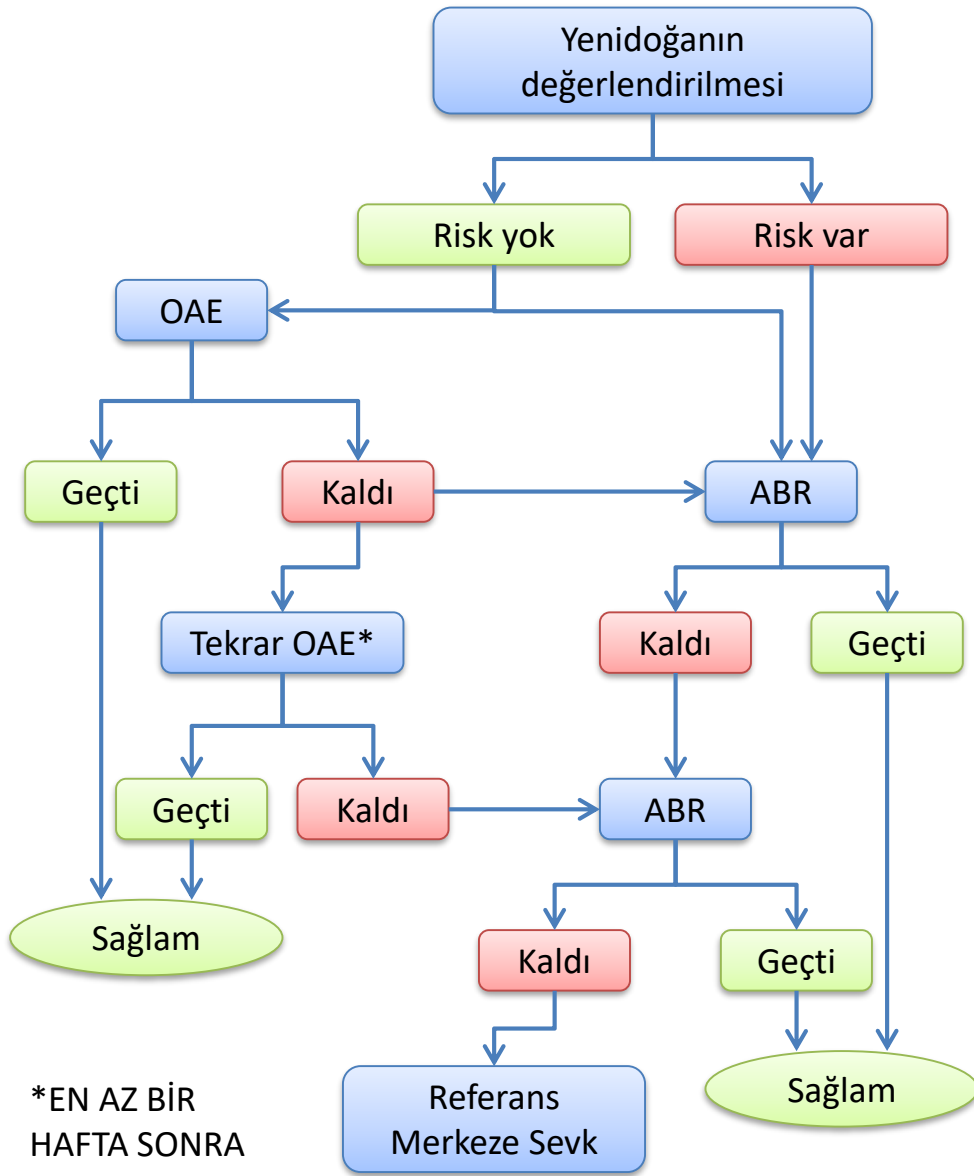 Yenidoğanın
değerlendirilmesi
Risk yok
Risk var
OAE
Geçti
Kaldı
ABR
Tekrar OAE*
Kaldı
Geçti
Geçti
Kaldı
ABR
Sağlam
Kaldı
Geçti
*EN AZ BİR
HAFTA SONRA
Referans
Merkeze Sevk
Sağlam